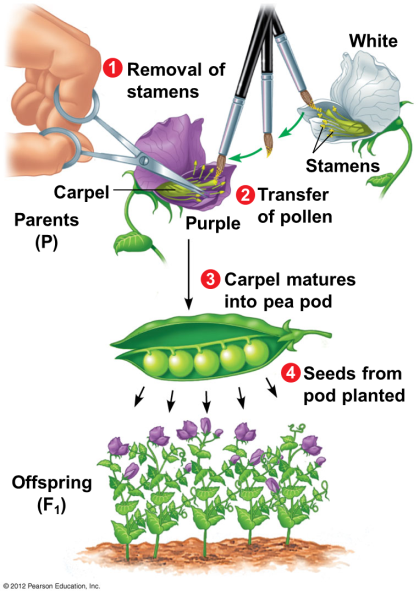 White
1 Removal of
stamens
Stamens
Carpel
2 Transfer
of pollen
Parents
(P)
Purple
3 Carpel matures
into pea pod
4 Seeds from
pod planted
Offspring
(F₁)
© 2012 Pearson Education, Inc.